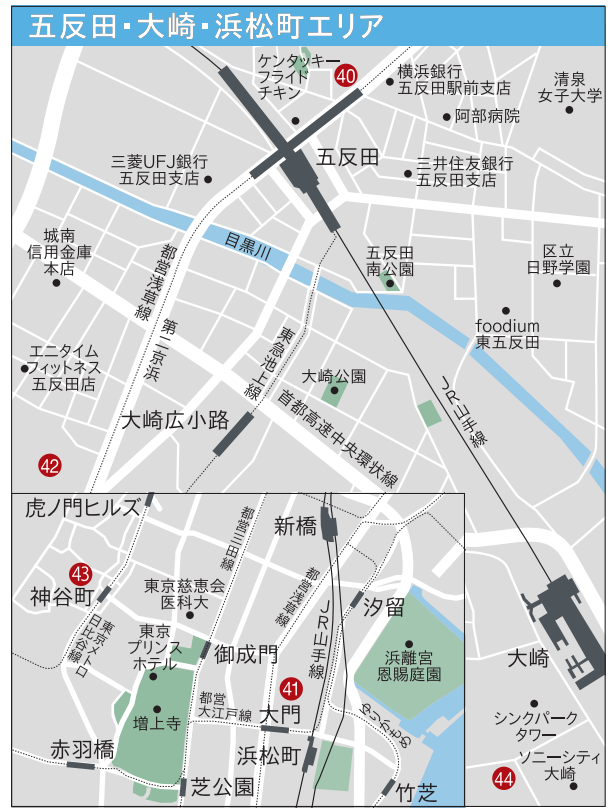 五反田・大崎・浜松町エリア
ケンタッキー
フライド
チキン
40
横浜銀行
五反田駅前支店
清泉
女子大学
阿部病院
五反田
三菱UFJ銀行
五反田支店
三井住友銀行
五反田支店
城南
信用金庫
本店
目黒川
都営浅草線
第二京浜
五反田
南公園
区立
日野学園
foodium
東五反田
エニタイム
フィットネス
五反田店
東急池上線
大崎公園
JR山手線
大崎広小路
首都高速中央環状線
42
虎ノ門ヒルズ
都営三田線
新橋
43
神谷町
東京慈恵会
医科大
都営浅草線
JR山手線
汐留
東京メトロ
日比谷線
東京
プリンス
ホテル
御成門
浜離宮
恩賜庭園
大崎
41
都営
大江戸線
大門
ゆりかもめ
増上寺
シンクパーク
タワー
赤羽橋
浜松町
ソニーシティ
大崎
44
芝公園
竹芝